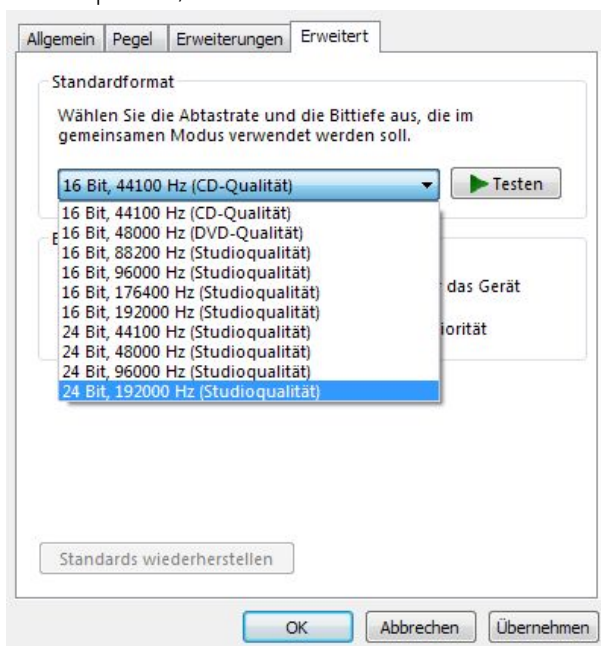 Allgemein Pegel Erweiterungen Erweitert
Standardformat
Wählen Sie die Abtastrate und die Bittiefe aus, die im
gemeinsamen Modus verwendet werden soll.
16 Bit, 44100 Hz (CD-Qualität) Testen
16 Bit, 44100 Hz (CD-Qualität)
16 Bit, 48000 Hz (DVD-Qualität)
16 Bit, 88200 Hz (Studioqualität)
16 Bit, 96000 Hz (Studioqualität)
16 Bit, 176400 Hz (Studioqualität)
das Gerät
16 Bit, 192000 Hz (Studioqualität)
24 Bit, 44100 Hz (Studioqualität)
iorität
24 Bit, 48000 Hz (Studioqualität)
24 Bit, 96000 Hz (Studioqualität)
24 Bit, 192000 Hz (Studioqualität)
Standards wiederherstellen
OK Abbrechen Übernehmen